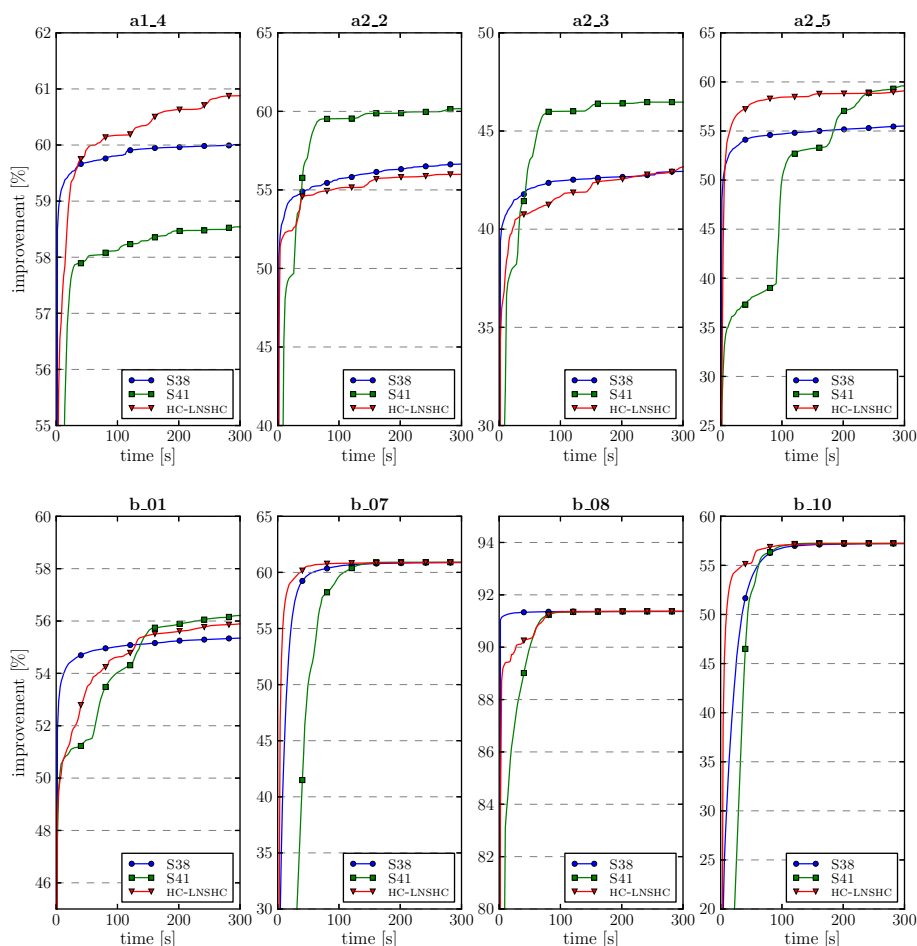 a1_4
a2_2
a2_3
a2_5
improvement [%]
62
61
60
59
58
57
56
55
65
60
55
50
45
40
50
45
40
35
30
65
60
55
50
45
40
35
30
25
S38
S41
HC-LNSHC
S38
S41
HC-LNSHC
S38
S41
HC-LNSHC
S38
S41
HC-LNSHC
0 100 200 300
0 100 200 300
0 100 200 300
0 100 200 300
time [s]
time [s]
time [s]
time [s]
b_01
b_07
b_08
b_10
improvement [%]
60
58
56
54
52
50
48
46
65
60
55
50
45
40
35
30
94
92
90
88
86
84
82
80
60
55
50
45
40
35
30
25
20
S38
S41
HC-LNSHC
S38
S41
HC-LNSHC
S38
S41
HC-LNSHC
S38
S41
HC-LNSHC
0 100 200 300
0 100 200 300
0 100 200 300
0 100 200 300
time [s]
time [s]
time [s]
time [s]